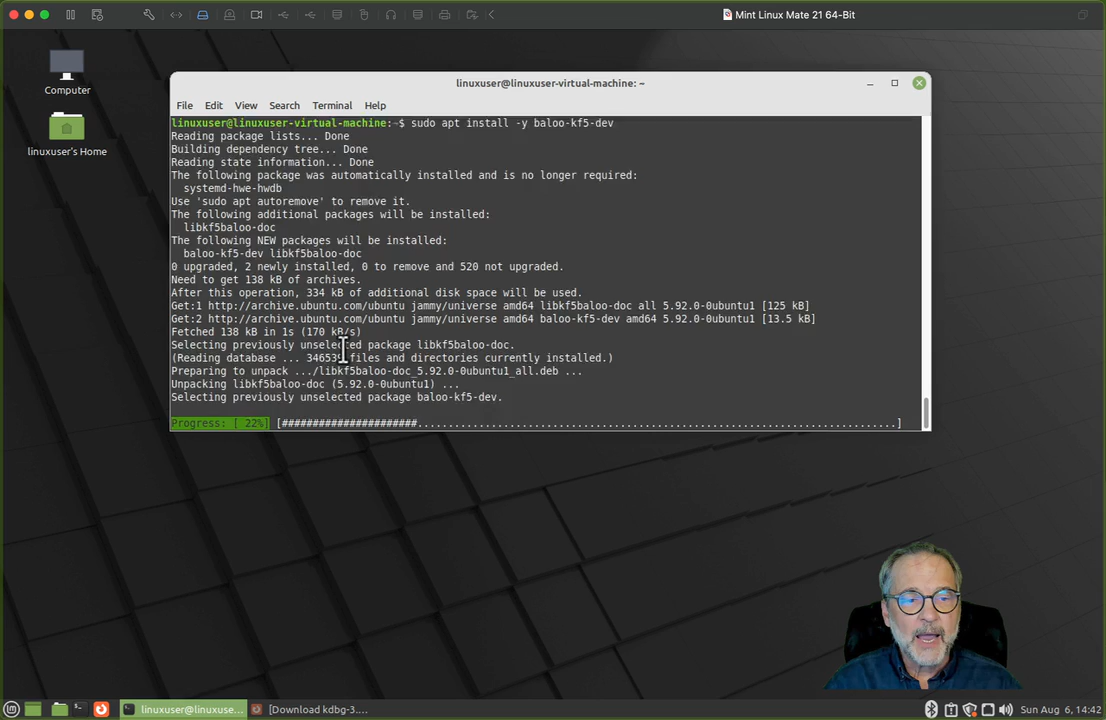 Mint Linux Mate 21 64-Bit
Computer
linuxuser's Home
linuxuser@linuxuser-virtual-machine: ~
File Edit View Search Terminal Help
linuxuser@linuxuser-virtual-machine:~$ sudo apt install -y baloo-kf5-dev
Reading package lists... Done
Building dependency tree... Done
Reading state information... Done
The following package was automatically installed and is no longer required:
systemd-hwe-hwdb
Use 'sudo apt autoremove' to remove it.
The following additional packages will be installed:
libkf5baloo-doc
The following NEW packages will be installed:
baloo-kf5-dev libkf5baloo-doc
0 upgraded, 2 newly installed, 0 to remove and 520 not upgraded.
Need to get 138 kB of archives.
After this operation, 334 kB of additional disk space will be used.
Get:1 http://archive.ubuntu.com/ubuntu jammy/universe amd64 libkf5baloo-doc all 5.92.0-0ubuntu1 [125 kB]
Get:2 http://archive.ubuntu.com/ubuntu jammy/universe amd64 baloo-kf5-dev amd64 5.92.0-0ubuntu1 [13.5 kB]
Fetched 138 kB in 1s (170 kB/s)
Selecting previously unselected package libkf5baloo-doc.
(Reading database ... 346539 files and directories currently installed.)
Preparing to unpack .../libkf5baloo-doc_5.92.0-0ubuntu1_all.deb ...
Unpacking libkf5baloo-doc (5.92.0-0ubuntu1) ...
Selecting previously unselected package baloo-kf5-dev.
Progress: [ 22%] [######################..............................................................................]
linuxuser@linuxuse... [Download kdbg-3.... Sun Aug 6, 14:42